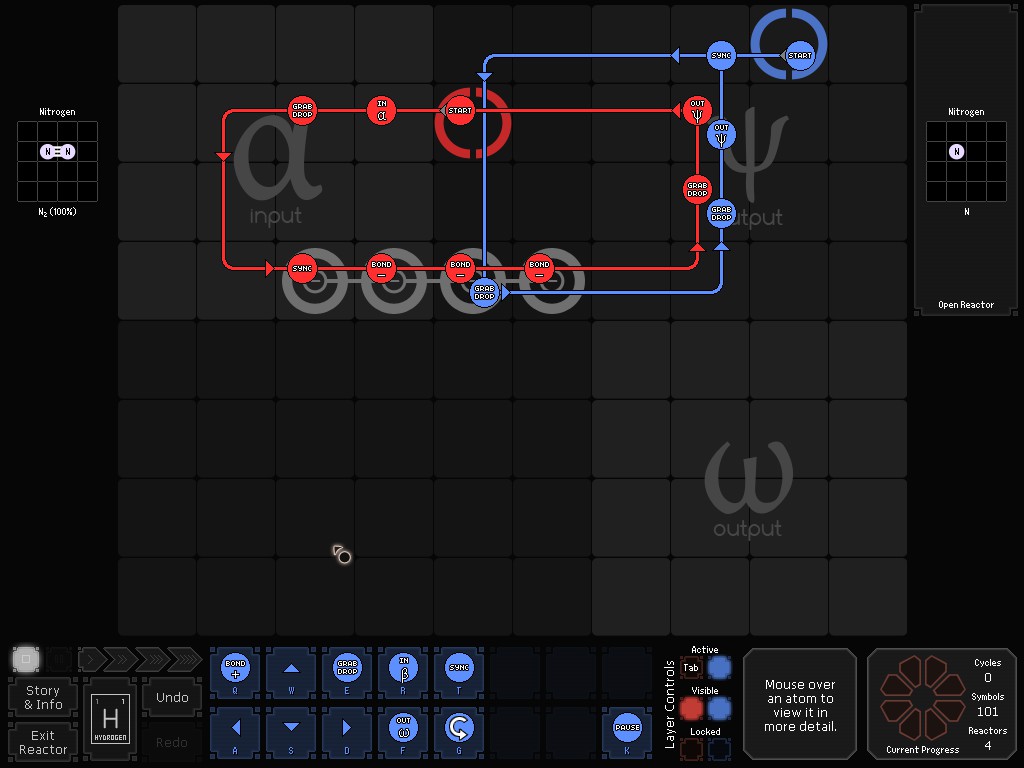 START
SYNC
Nitrogen
N = N
N₂ (100%)
α
input
GRAB
DROP
IN
α
START
OUT
ψ
OUT
ψ
GRAB
DROP
GRAB
DROP
ψ
utput
SYNC
BOND
−
BOND
−
BOND
−
GRAB
DROP
Nitrogen
N
N
Open Reactor
ω
output
Story
& Info
Exit
Reactor
1 1
H
HYDROGEN
Undo
Redo
BOND
+
Q
W
GRAB
DROP
E
IN
β
R
SYNC
T
A
S
D
OUT
ω
F
G
PAUSE
K
Layer Controls
Active
Tab
Visible
Locked
Mouse over
an atom to
view it in
more detail.
Current Progress
Cycles
0
Symbols
101
Reactors
4